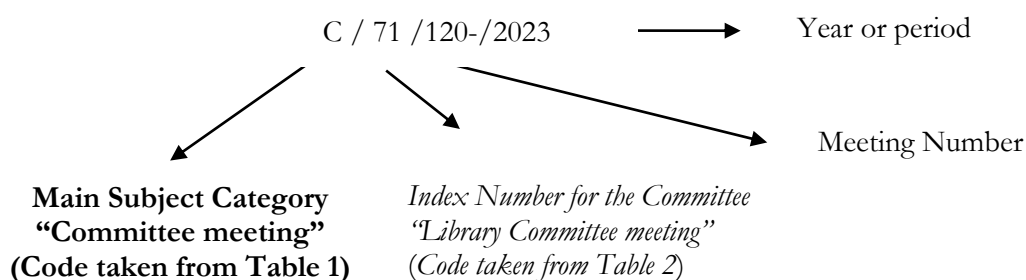 C / 71 /120-/2023
Year or period
Meeting Number
Main Subject Category
“Committee meeting”
(Code taken from Table 1)
Index Number for the Committee
“Library Committee meeting”
(Code taken from Table 2)